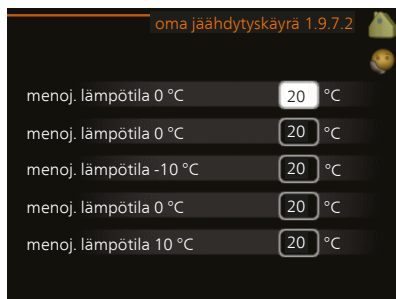 oma jäähdytyskäyrä 1.9.7.2
menoj. lämpötila 0 °C 20 °C
menoj. lämpötila 0 °C 20 °C
menoj. lämpötila -10 °C 20 °C
menoj. lämpötila 0 °C 20 °C
menoj. lämpötila 10 °C 20 °C